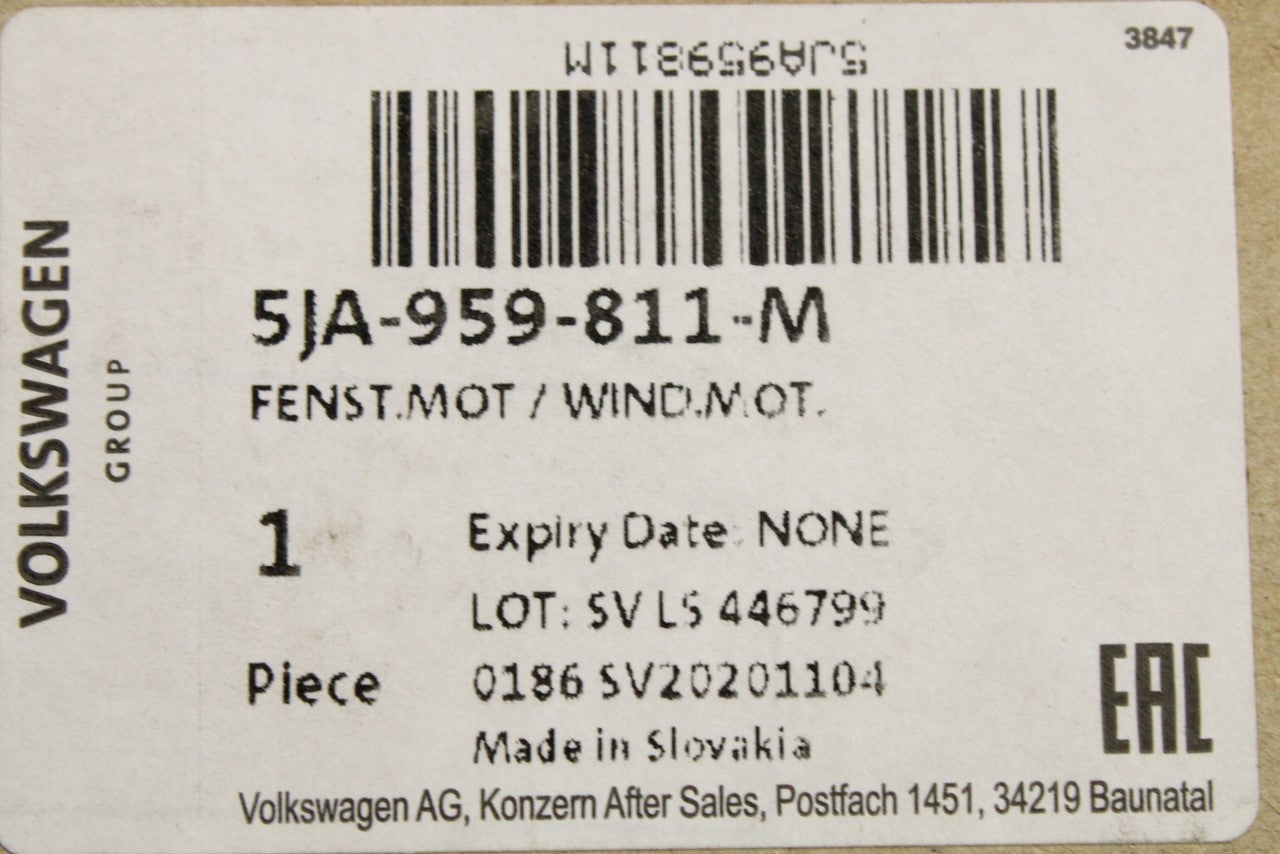 3847
5JA959811M
5JA-959-811-M
FENST.MOT / WIND.MOT.
1
Expiry Date: NONE
LOT: SV LS 446799
Piece
0186 SV20201104
Made in Slovakia
EAC
Volkswagen AG, Konzern After Sales, Postfach 1451, 34219 Baunatal
VOLKSWAGEN
GROUP